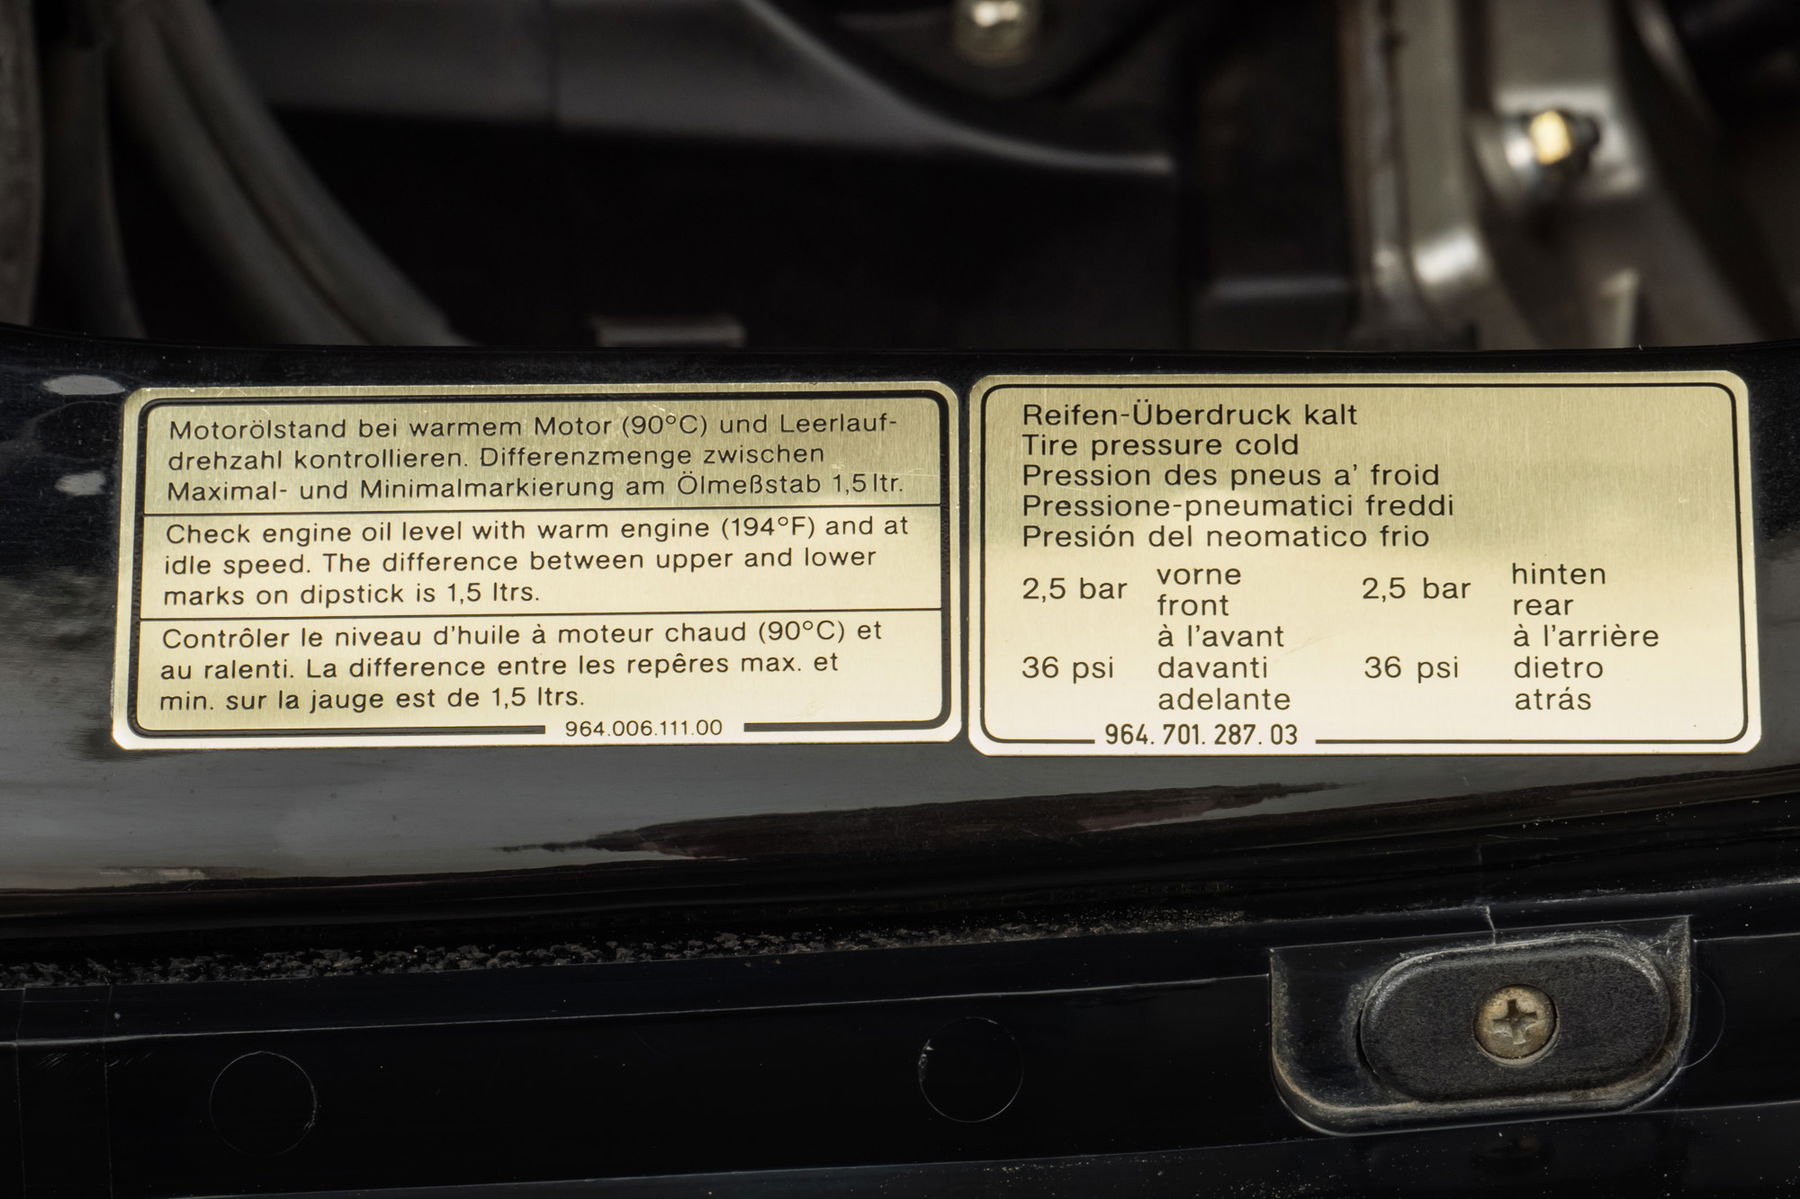 Motorölstand bei warmem Motor (90°C) und Leerlauf-
drehzahl kontrollieren. Differenzmenge zwischen
Maximal- und Minimalmarkierung am Ölmeßstab 1,5 ltr.
Check engine oil level with warm engine (194°F) and at
idle speed. The difference between upper and lower
marks on dipstick is 1,5 ltrs.
Contrôler le niveau d'huile à moteur chaud (90°C) et
au ralenti. La difference entre les repêres max. et
min. sur la jauge est de 1,5 ltrs.
964.006.111.00
Reifen-Überdruck kalt
Tire pressure cold
Pression des pneus a' froid
Pressione-pneumatici freddi
Presión del neomatico frio
2,5 bar vorne 2,5 bar hinten
front rear
à l'avant à l'arrière
36 psi davanti 36 psi dietro
adelante atrás
964. 701. 287. 03